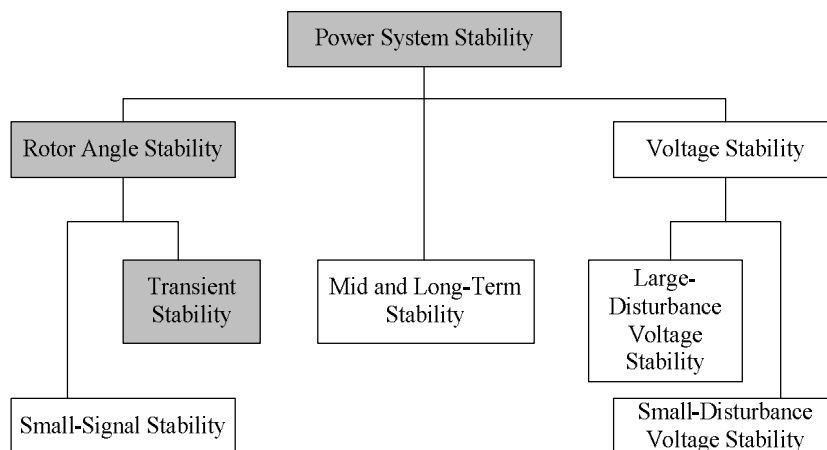 Power System Stability
Rotor Angle Stability
Voltage Stability
Transient
Stability
Mid and Long-Term
Stability
Large-
Disturbance
Voltage
Stability
Small-Signal Stability
Small-Disturbance
Voltage Stability